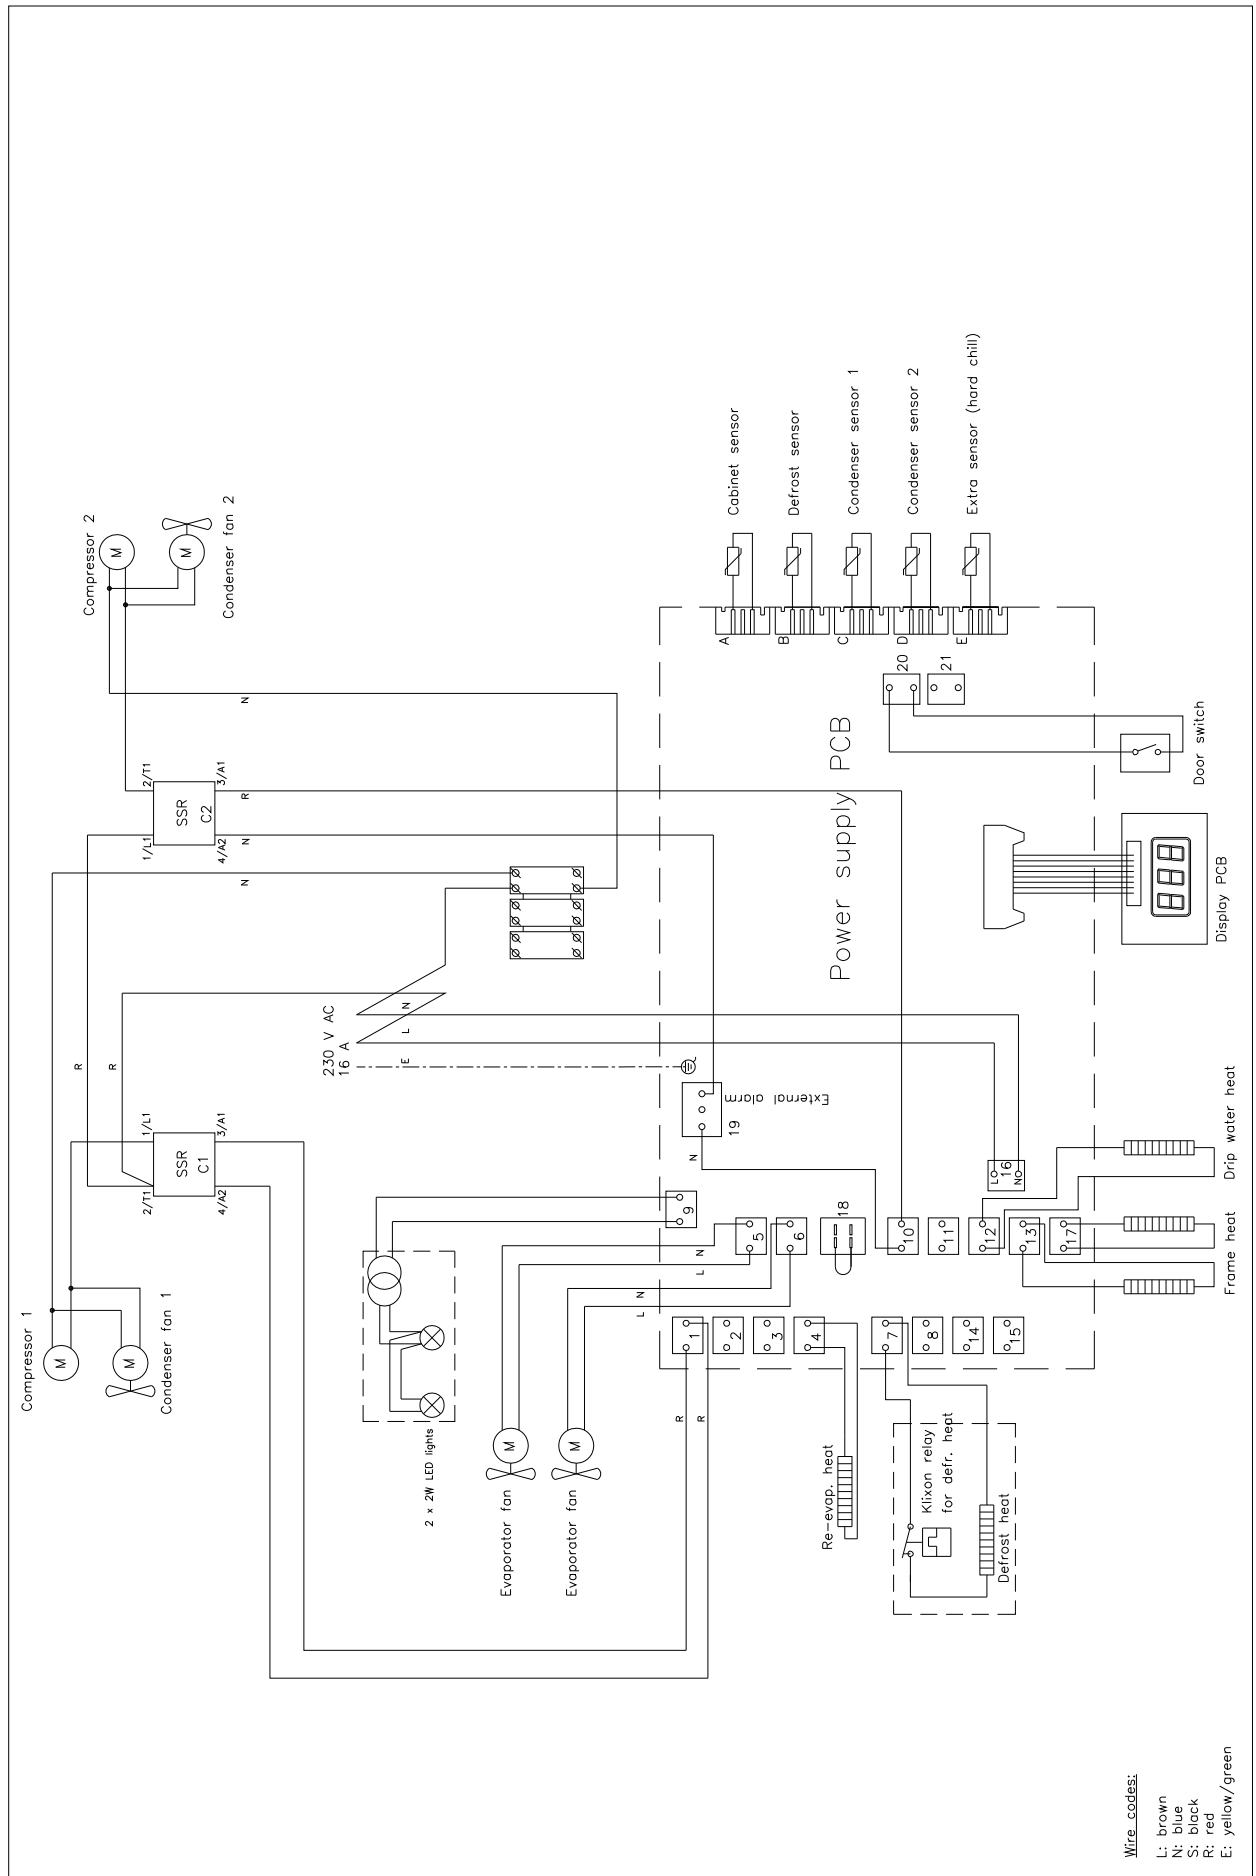 Compressor 1
M
M
Condenser fan 1
Compressor 2
M
M
Condenser fan 2
R
R
2/T1
1/L1
SSR
C1
4/A2
3/A1
1/L1
2/T1
SSR
C2
4/A2
3/A1
N
N
R
N
230 V AC
16 A
E
L
N
2 x 2W LED lights
M
Evaporator fan
M
Evaporator fan
L
N
L
N
R
R
N
19
External alarm
Power supply PCB
9
5
6
18
10
11
12
13
17
L
16
N
1
2
3
4
7
8
14
15
20
21
A
B
C
D
E
Cabinet sensor
Defrost sensor
Condenser sensor 1
Condenser sensor 2
Extra sensor (hard chill)
Re-evap. heat
Klixon relay
for defr. heat
Defrost heat
Frame heat
Drip water heat
Display PCB
Door switch
Wire codes:
L: brown
N: blue
S: black
R: red
E: yellow/green